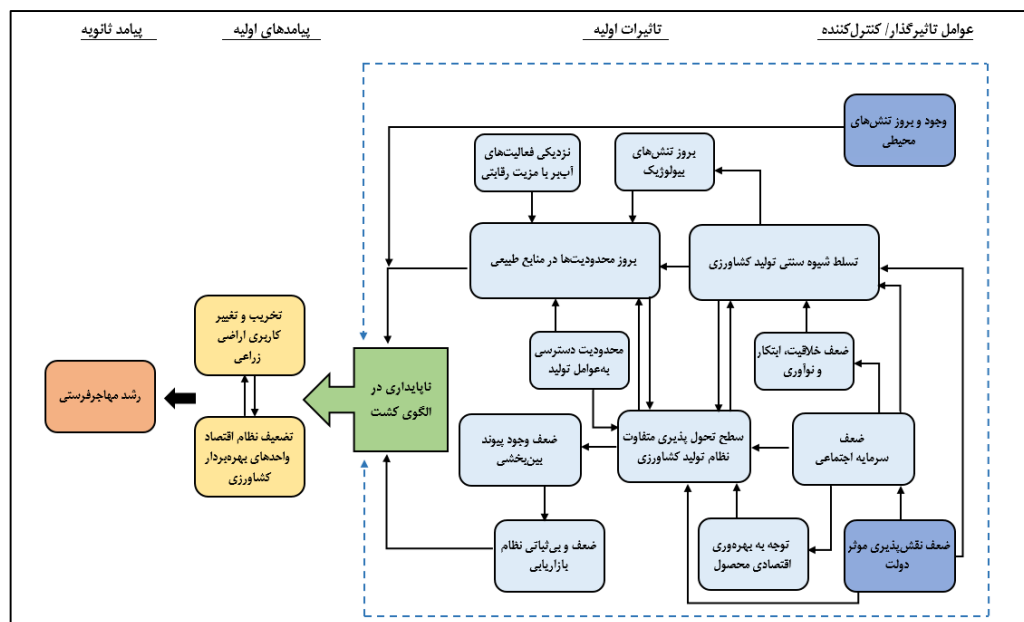 عوامل تاثیرگذار/ کنترل‌کننده
تاثیرات اولیه
پیامدهای اولیه
پیامد ثانویه
وجود و بروز تنش‌های
محیطی
بروز تنش‌های
بیولوژیک
نزدیکی فعالیت‌های
آب‌بر با مزیت رقابتی
تسلط شیوه سنتی تولید کشاورزی
بروز محدودیت‌ها در منابع طبیعی
ضعف خلاقیت، ابتکار
و نوآوری
محدودیت دسترسی
به‌عوامل تولید
ناپایداری در
الگوی کشت
تخریب و تغییر
کاربری اراضی
زراعی
رشد مهاجرفرستی
تضعیف نظام اقتصاد
واحدهای بهره‌بردار
کشاورزی
ضعف
سرمایه اجتماعی
سطح تحول پذیری متفاوت
نظام تولید کشاورزی
ضعف وجود پیوند
بین‌بخشی
ضعف نقش‌پذیری موثر
دولت
توجه به بهره‌وری
اقتصادی محصول
ضعف و بی‌ثباتی نظام
بازاریابی